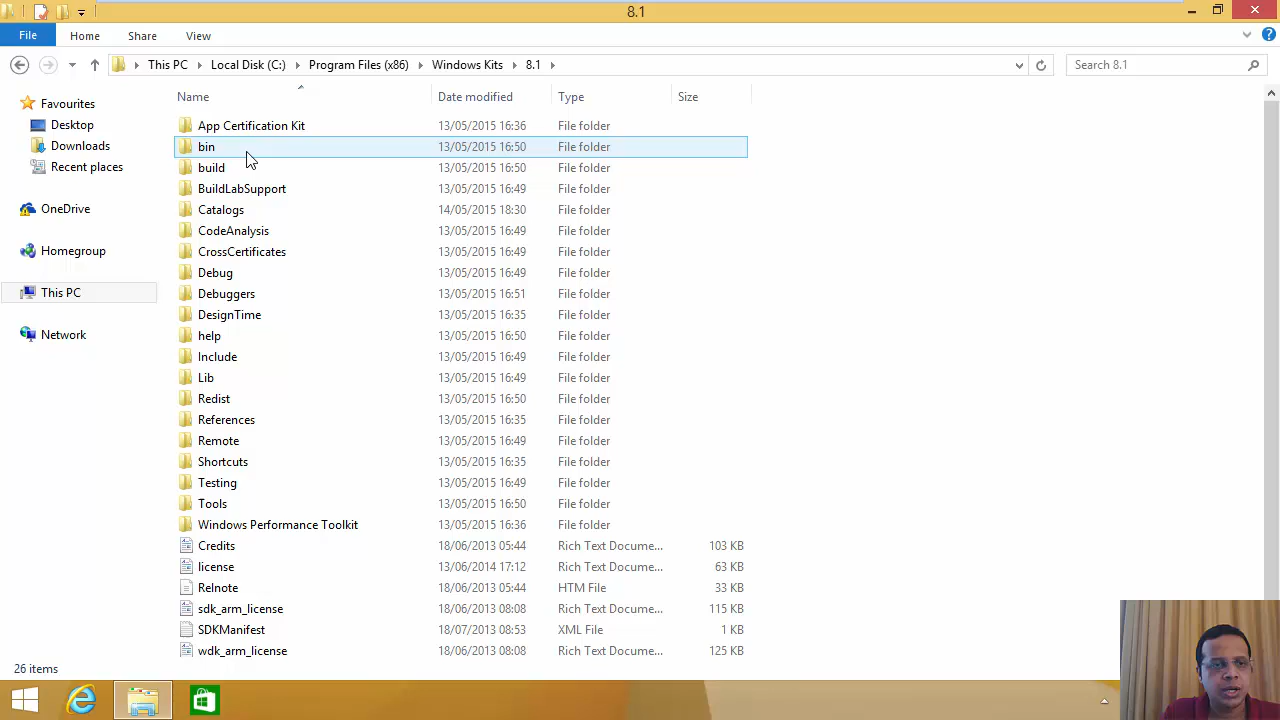 8.1
File Home Share View
This PC Local Disk (C:) Program Files (x86) Windows Kits 8.1 Search 8.1
Name Date modified Type Size
Favourites
Desktop
Downloads
Recent places
OneDrive
Homegroup
This PC
Network
App Certification Kit 13/05/2015 16:36 File folder
bin 13/05/2015 16:50 File folder
build 13/05/2015 16:50 File folder
BuildLabSupport 13/05/2015 16:49 File folder
Catalogs 14/05/2015 18:30 File folder
CodeAnalysis 13/05/2015 16:49 File folder
CrossCertificates 13/05/2015 16:49 File folder
Debug 13/05/2015 16:49 File folder
Debuggers 13/05/2015 16:51 File folder
DesignTime 13/05/2015 16:35 File folder
help 13/05/2015 16:50 File folder
Include 13/05/2015 16:49 File folder
Lib 13/05/2015 16:49 File folder
Redist 13/05/2015 16:50 File folder
References 13/05/2015 16:35 File folder
Remote 13/05/2015 16:49 File folder
Shortcuts 13/05/2015 16:35 File folder
Testing 13/05/2015 16:49 File folder
Tools 13/05/2015 16:50 File folder
Windows Performance Toolkit 13/05/2015 16:36 File folder
Credits 18/06/2013 05:44 Rich Text Docume... 103 KB
license 13/06/2014 17:12 Rich Text Docume... 63 KB
Relnote 18/06/2013 05:44 HTM File 33 KB
sdk_arm_license 18/06/2013 08:08 Rich Text Docume... 115 KB
SDKManifest 18/07/2013 08:53 XML File 1 KB
wdk_arm_license 18/06/2013 08:08 Rich Text Docume... 125 KB
26 items